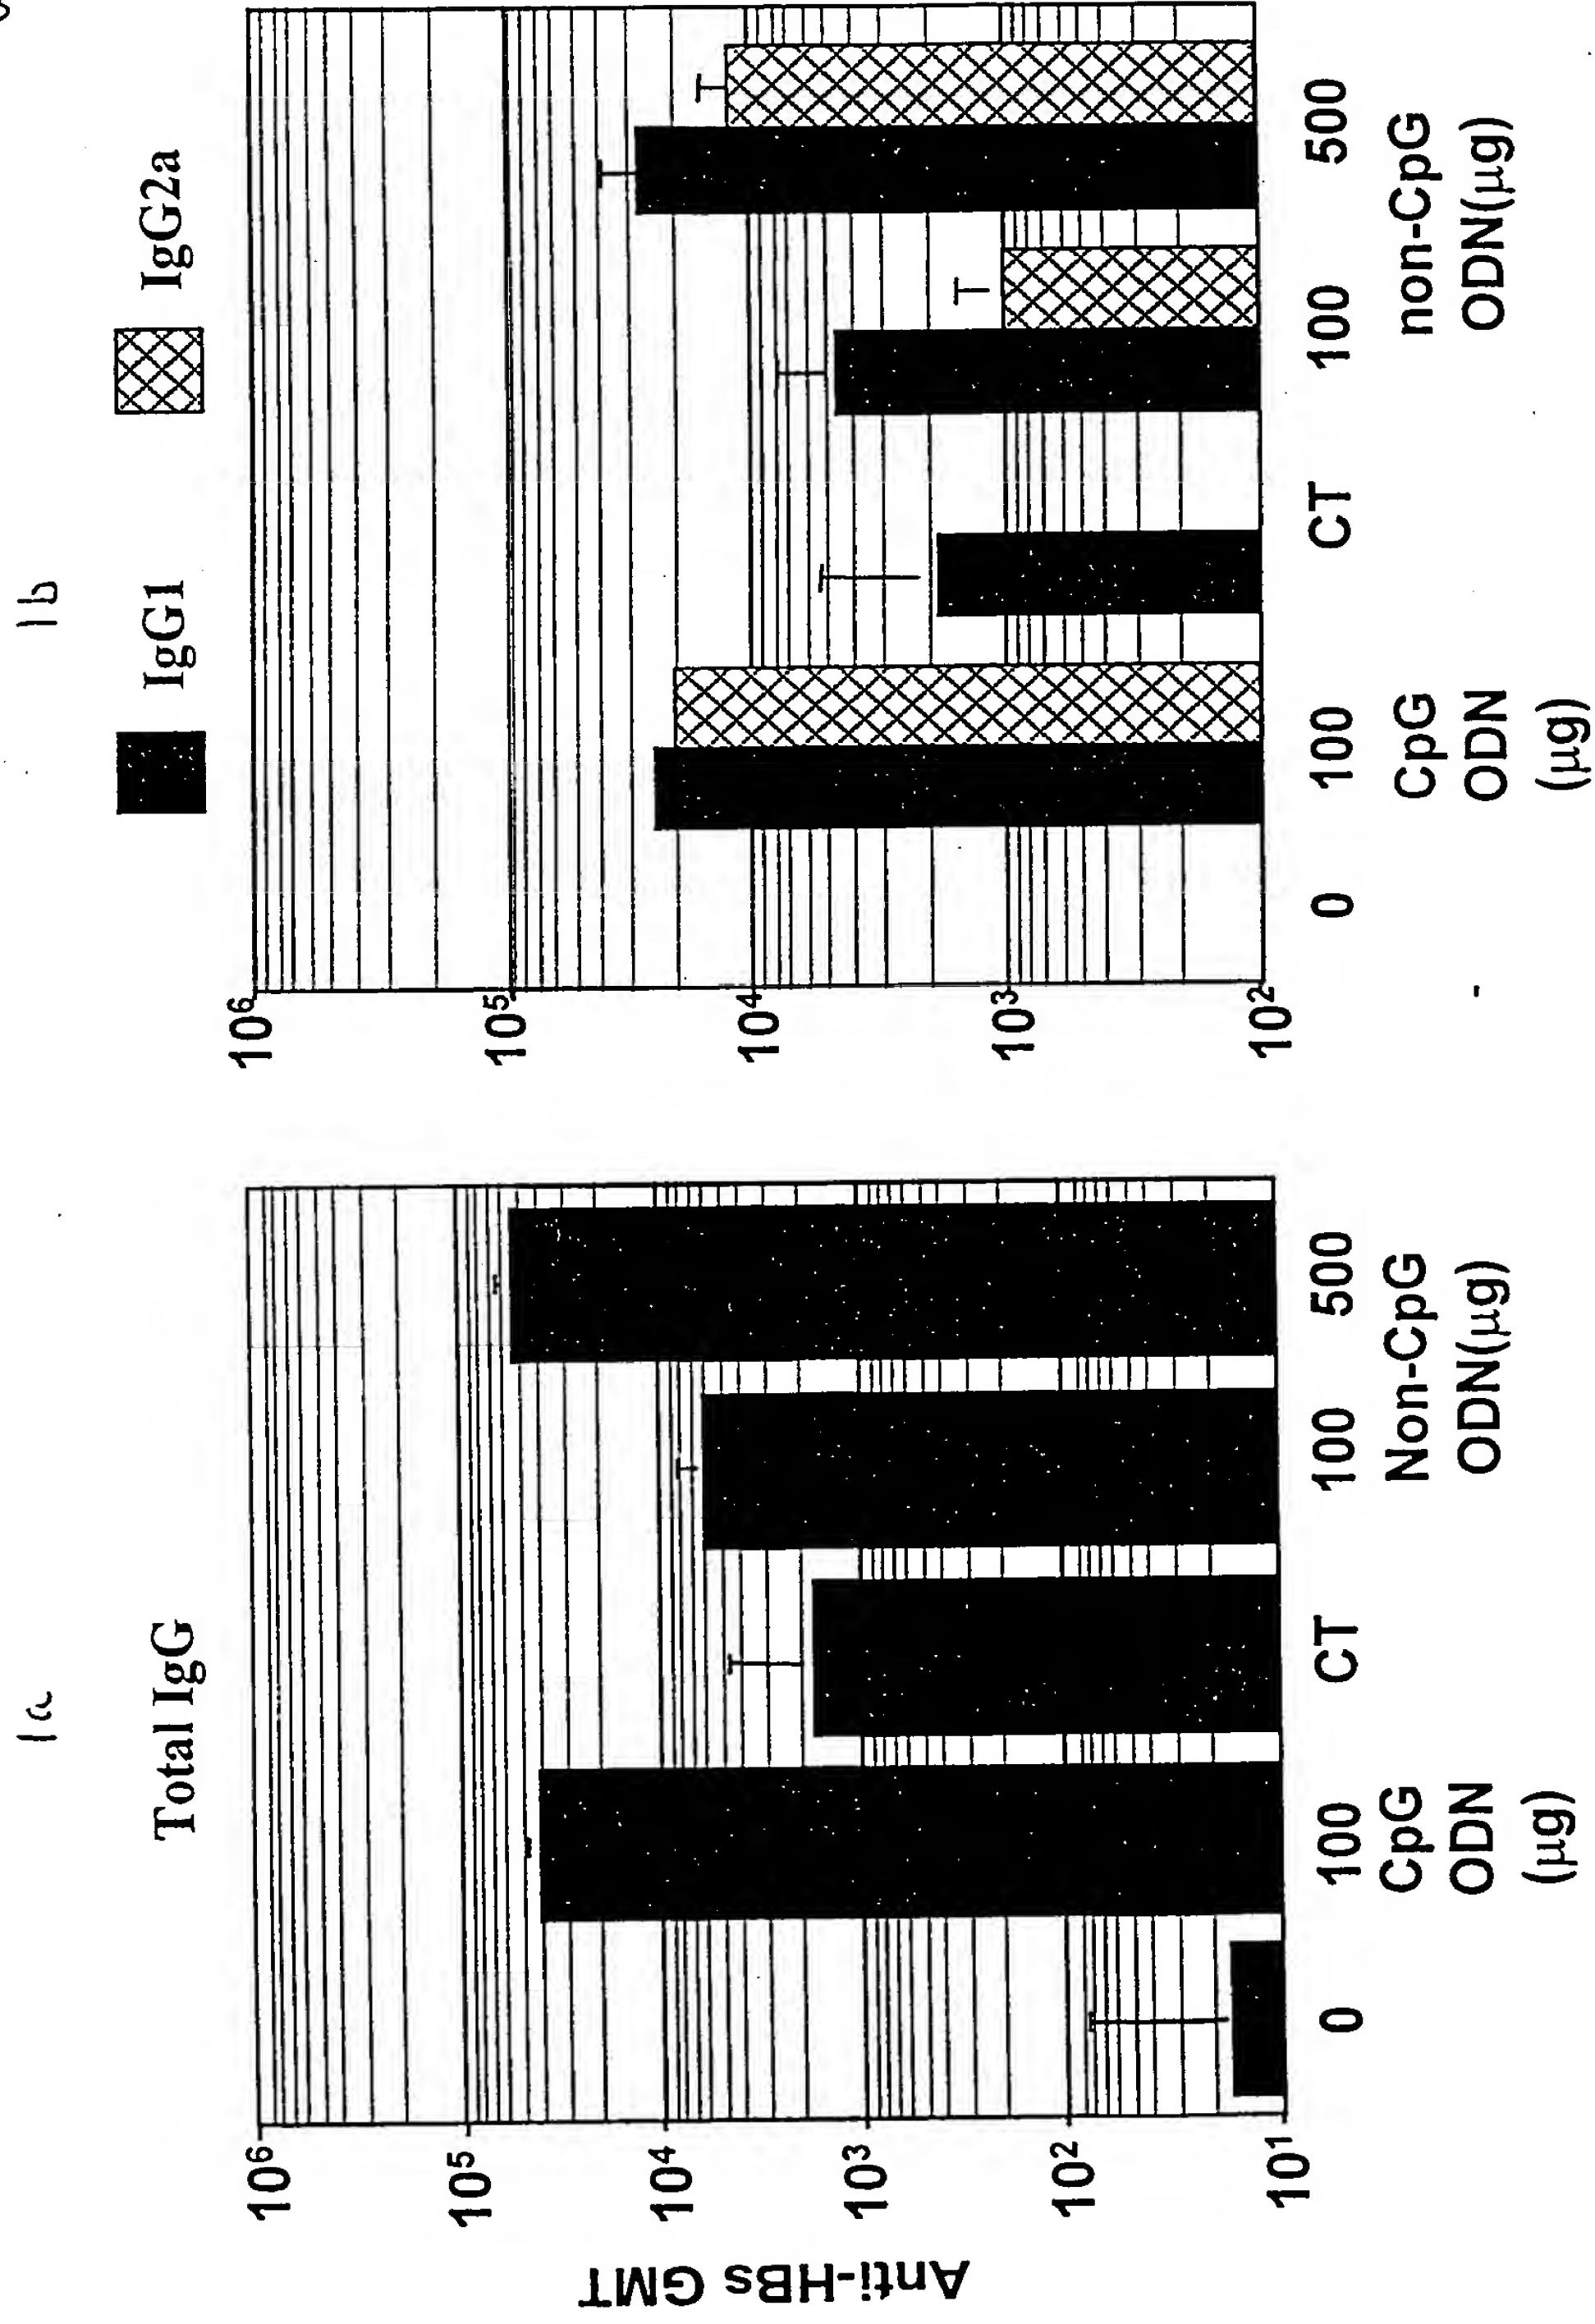 1a
Total IgG
Anti-HBs GMT
10⁶
10⁵
10⁴
10³
10²
10¹
0 100 CT 100 500
CpG Non-CpG
ODN ODN(μg)
(μg)
1b
IgG1 IgG2a
10⁶
10⁵
10⁴
10³
10²
0 100 CT 100 500
CpG non-CpG
ODN ODN(μg)
(μg)